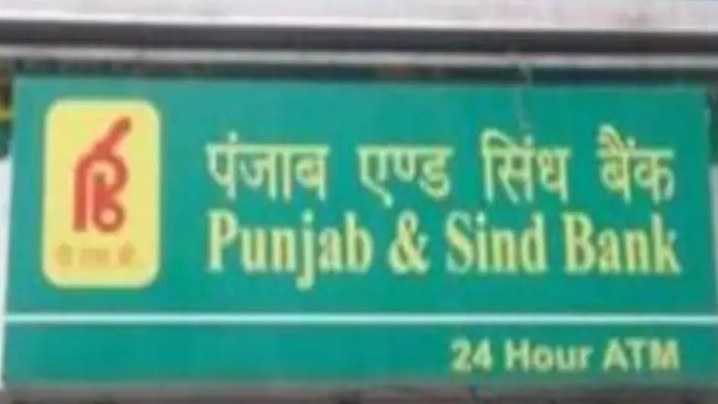 पंजाब एण्ड सिंध बैंक
Punjab & Sind Bank
24 Hour ATM